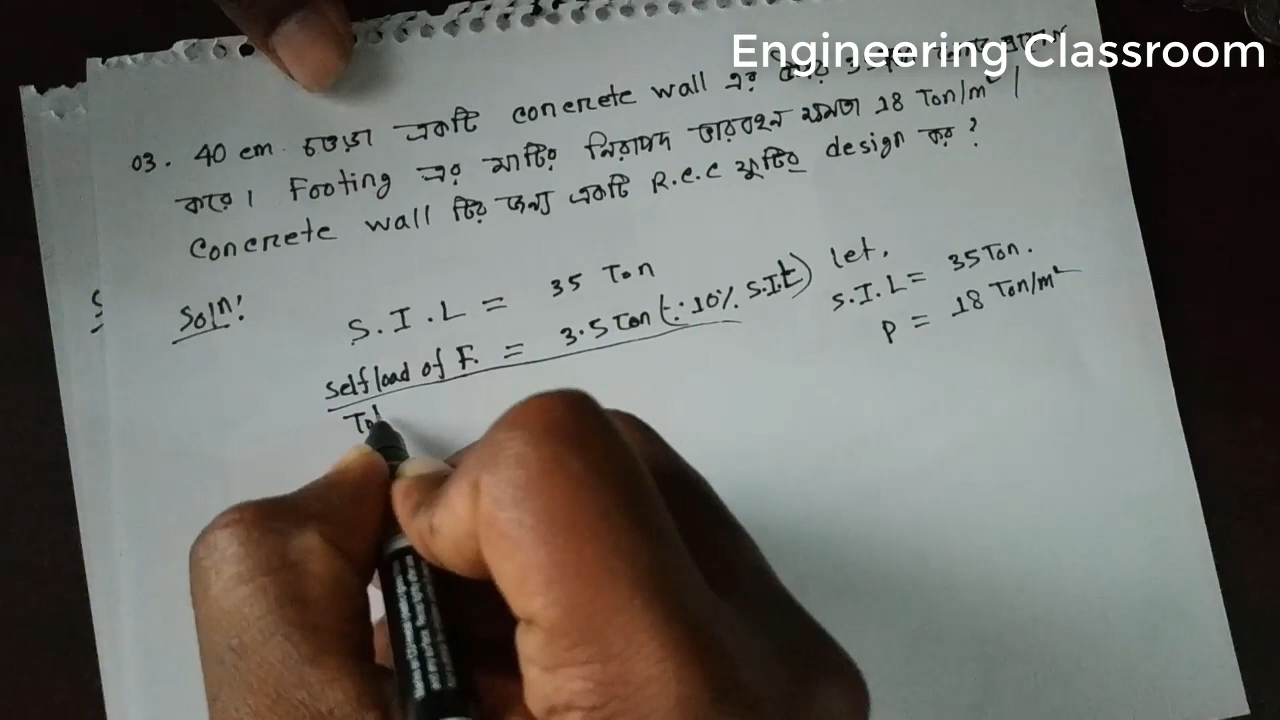 Engineering Classroom
03. 40 cm চওড়া একটি concrete wall এর
করে। Footing এর মাটির নিরাপদ ভারবহন ক্ষমতা 18 Ton/m² ।
Concrete wall টির জন্য একটি R.C.C ফুটিং design কর ?
Soln:
S.I.L = 35 Ton
Self load of F. = 3.5 Ton (∵ 10% S.I.L)
let,
S.I.L = 35 Ton.
P = 18 Ton/m²